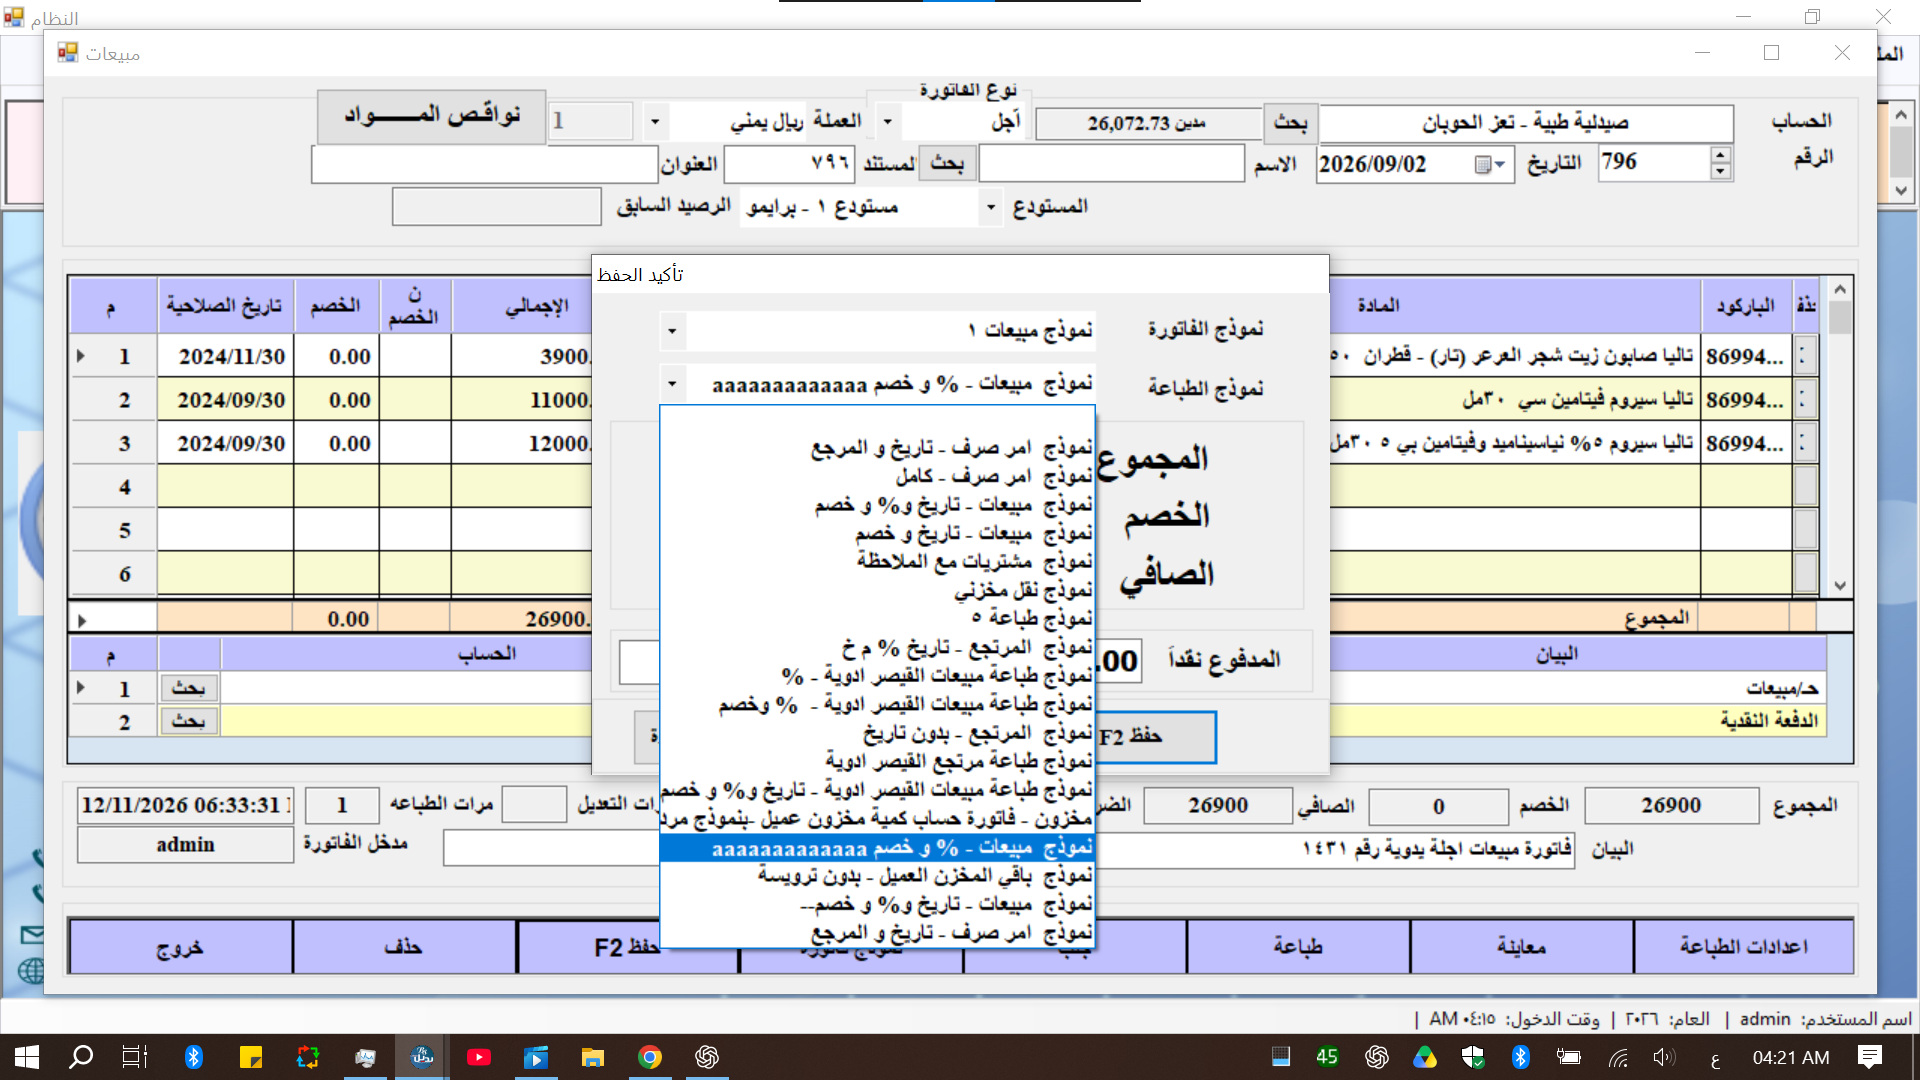 النظام
مبيعات
نوع الفاتورة
الحساب
صيدلية طبية - تعز الحوبان
بحث
مدين 26,072.73
آجل
العملة
ريال يمني
1
نواقص المـــــواد
الرقم
796
التاريخ
2026/09/02
الاسم
بحث
المستند
٧٩٦
العنوان
المستودع
مستودع ١ - برايمو
الرصيد السابق
الباركود
المادة
الإجمالي
ن الخصم
الخصم
تاريخ الصلاحية
م
86994...
تاليا صابون زيت شجر العرعر (تار) - قطران ٥٠
3900.
0.00
2024/11/30
1
86994...
تاليا سيروم فيتامين سي ٣٠مل
11000.
0.00
2024/09/30
2
86994...
تاليا سيروم ٥% نياسيناميد وفيتامين بي ٥ ٣٠مل
12000.
0.00
2024/09/30
3
4
5
6
المجموع
26900.
0.00
البيان
الحساب
م
حـ/مبيعات
بحث
1
الدفعة النقدية
بحث
2
تأكيد الحفظ
نموذج الفاتورة
نموذج مبيعات ١
نموذج الطباعة
نموذج مبيعات - % و خصم aaaaaaaaaaaaa
نموذج امر صرف - تاريخ و المرجع
نموذج امر صرف - كامل
نموذج مبيعات - تاريخ و% و خصم
نموذج مبيعات - تاريخ و خصم
نموذج مشتريات مع الملاحظة
نموذج نقل مخزني
نموذج طباعة ٥
نموذج المرتجع - تاريخ % م خ
نموذج طباعة مبيعات القيصر ادوية - %
نموذج طباعة مبيعات القيصر ادوية - % وخصم
نموذج المرتجع - بدون تاريخ
نموذج طباعة مرتجع القيصر ادوية
نموذج طباعة مبيعات القيصر ادوية - تاريخ و% و خصم
مخزون - فاتورة حساب كمية مخزون عميل -بنموذج مرد
نموذج مبيعات - % و خصم aaaaaaaaaaaaa
نموذج باقي المخزن العميل - بدون ترويسة
نموذج مبيعات - تاريخ و% و خصم--
نموذج امر صرف - تاريخ و المرجع
المجموع
الخصم
الصافي
المدفوع نقداً
.00
حفظ F2
المجموع
26900
الخصم
0
الصافي
26900
الضر
رات التعديل
مرات الطباعه
1
12/11/2026 06:33:31
البيان
فاتورة مبيعات اجلة يدوية رقم ١٤٣١
مدخل الفاتورة
admin
اعدادات الطباعة
معاينة
طباعة
حفظ F2
حذف
خروج
اسم المستخدم: admin | العام: ٢٠٢٦ | وقت الدخول: ٠٤:١٥ AM |
45
ع
04:21 AM